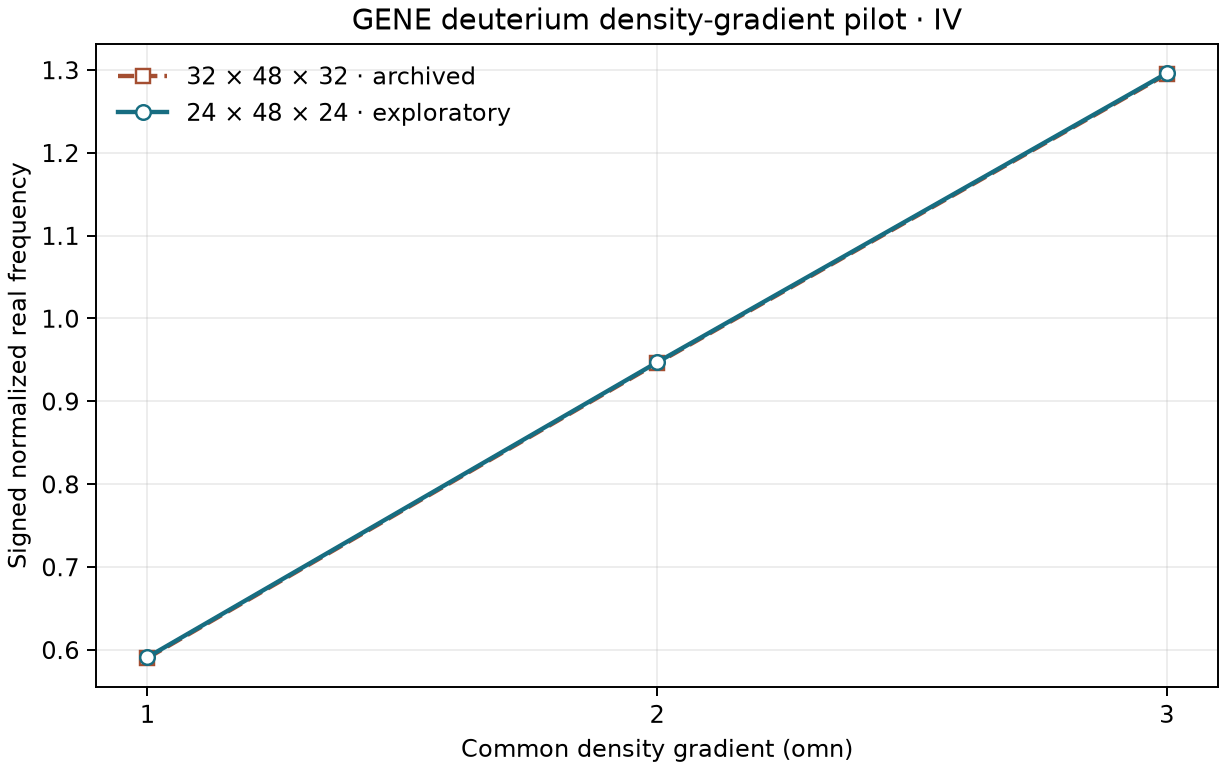 GENE deuterium density-gradient pilot · IV
32 × 48 × 32 · archived
24 × 48 × 24 · exploratory
Signed normalized real frequency
1.3
1.2
1.1
1.0
0.9
0.8
0.7
0.6
1 2 3
Common density gradient (omn)